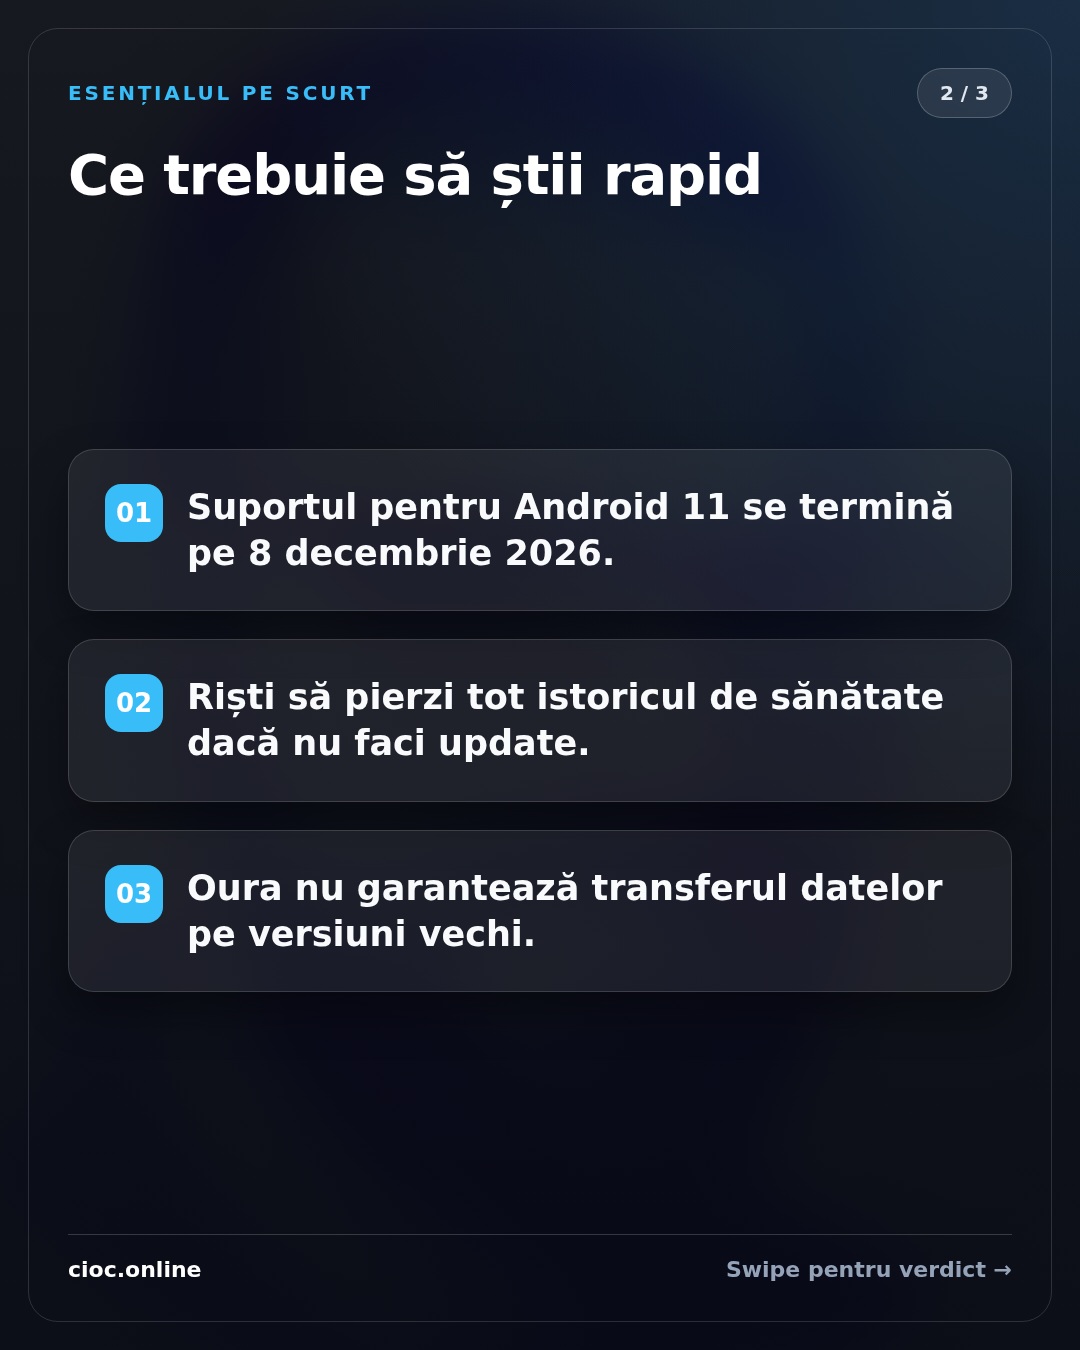 ESENȚIALUL PE SCURT
2 / 3
Ce trebuie să știi rapid
01
Suportul pentru Android 11 se termină
pe 8 decembrie 2026.
02
Riști să pierzi tot istoricul de sănătate
dacă nu faci update.
03
Oura nu garantează transferul datelor
pe versiuni vechi.
cioc.online
Swipe pentru verdict →